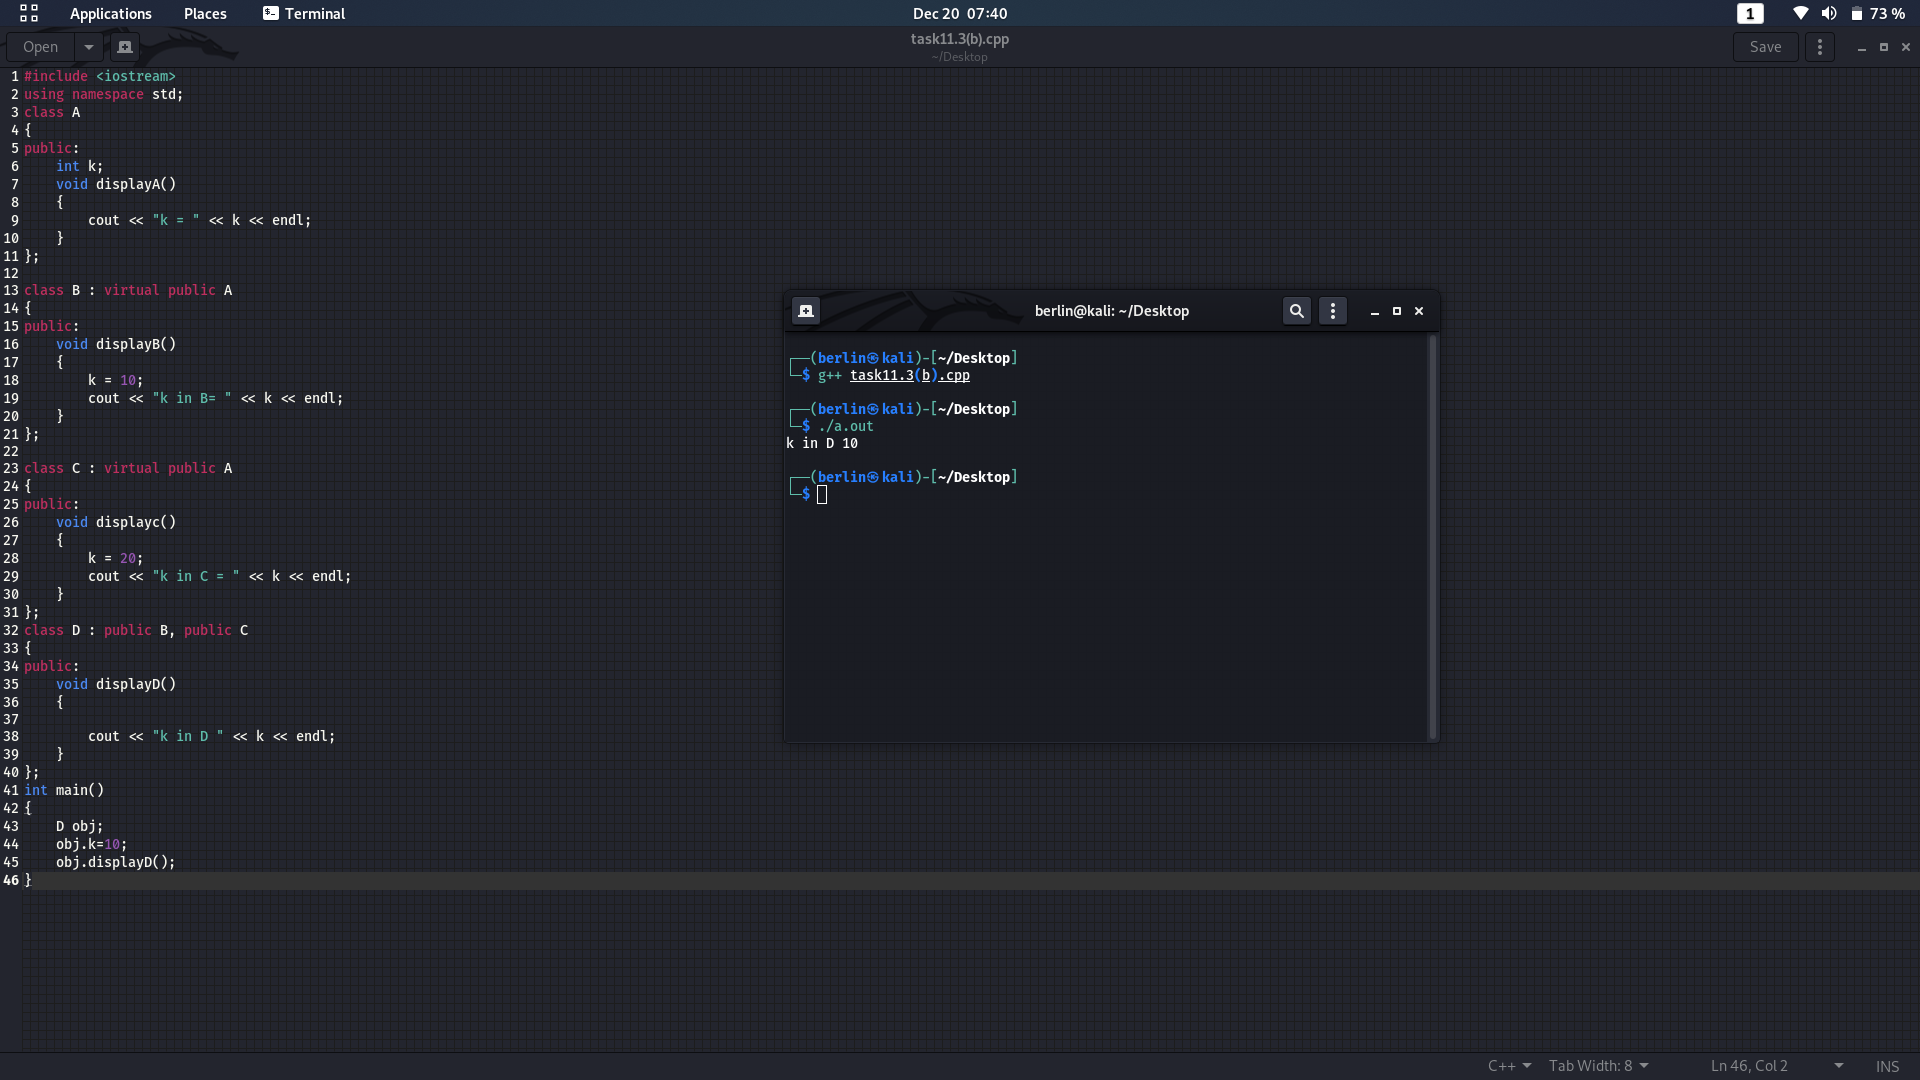 Applications Places Terminal Dec 20 07:40 1 73 %
Open task11.3(b).cpp Save
~/Desktop
1 #include <iostream>
2 using namespace std;
3 class A
4 {
5 public:
6     int k;
7     void displayA()
8     {
9         cout << "k = " << k << endl;
10     }
11 };
12
13 class B : virtual public A
14 {
15 public:
16     void displayB()
17     {
18         k = 10;
19         cout << "k in B= " << k << endl;
20     }
21 };
22
23 class C : virtual public A
24 {
25 public:
26     void displayc()
27     {
28         k = 20;
29         cout << "k in C = " << k << endl;
30     }
31 };
32 class D : public B, public C
33 {
34 public:
35     void displayD()
36     {
37
38         cout << "k in D " << k << endl;
39     }
40 };
41 int main()
42 {
43     D obj;
44     obj.k=10;
45     obj.displayD();
46 }
berlin@kali: ~/Desktop
┌──(berlin㉿kali)-[~/Desktop]
└─$ g++ task11.3(b).cpp
┌──(berlin㉿kali)-[~/Desktop]
└─$ ./a.out
k in D 10
┌──(berlin㉿kali)-[~/Desktop]
└─$
C++ Tab Width: 8 Ln 46, Col 2 INS